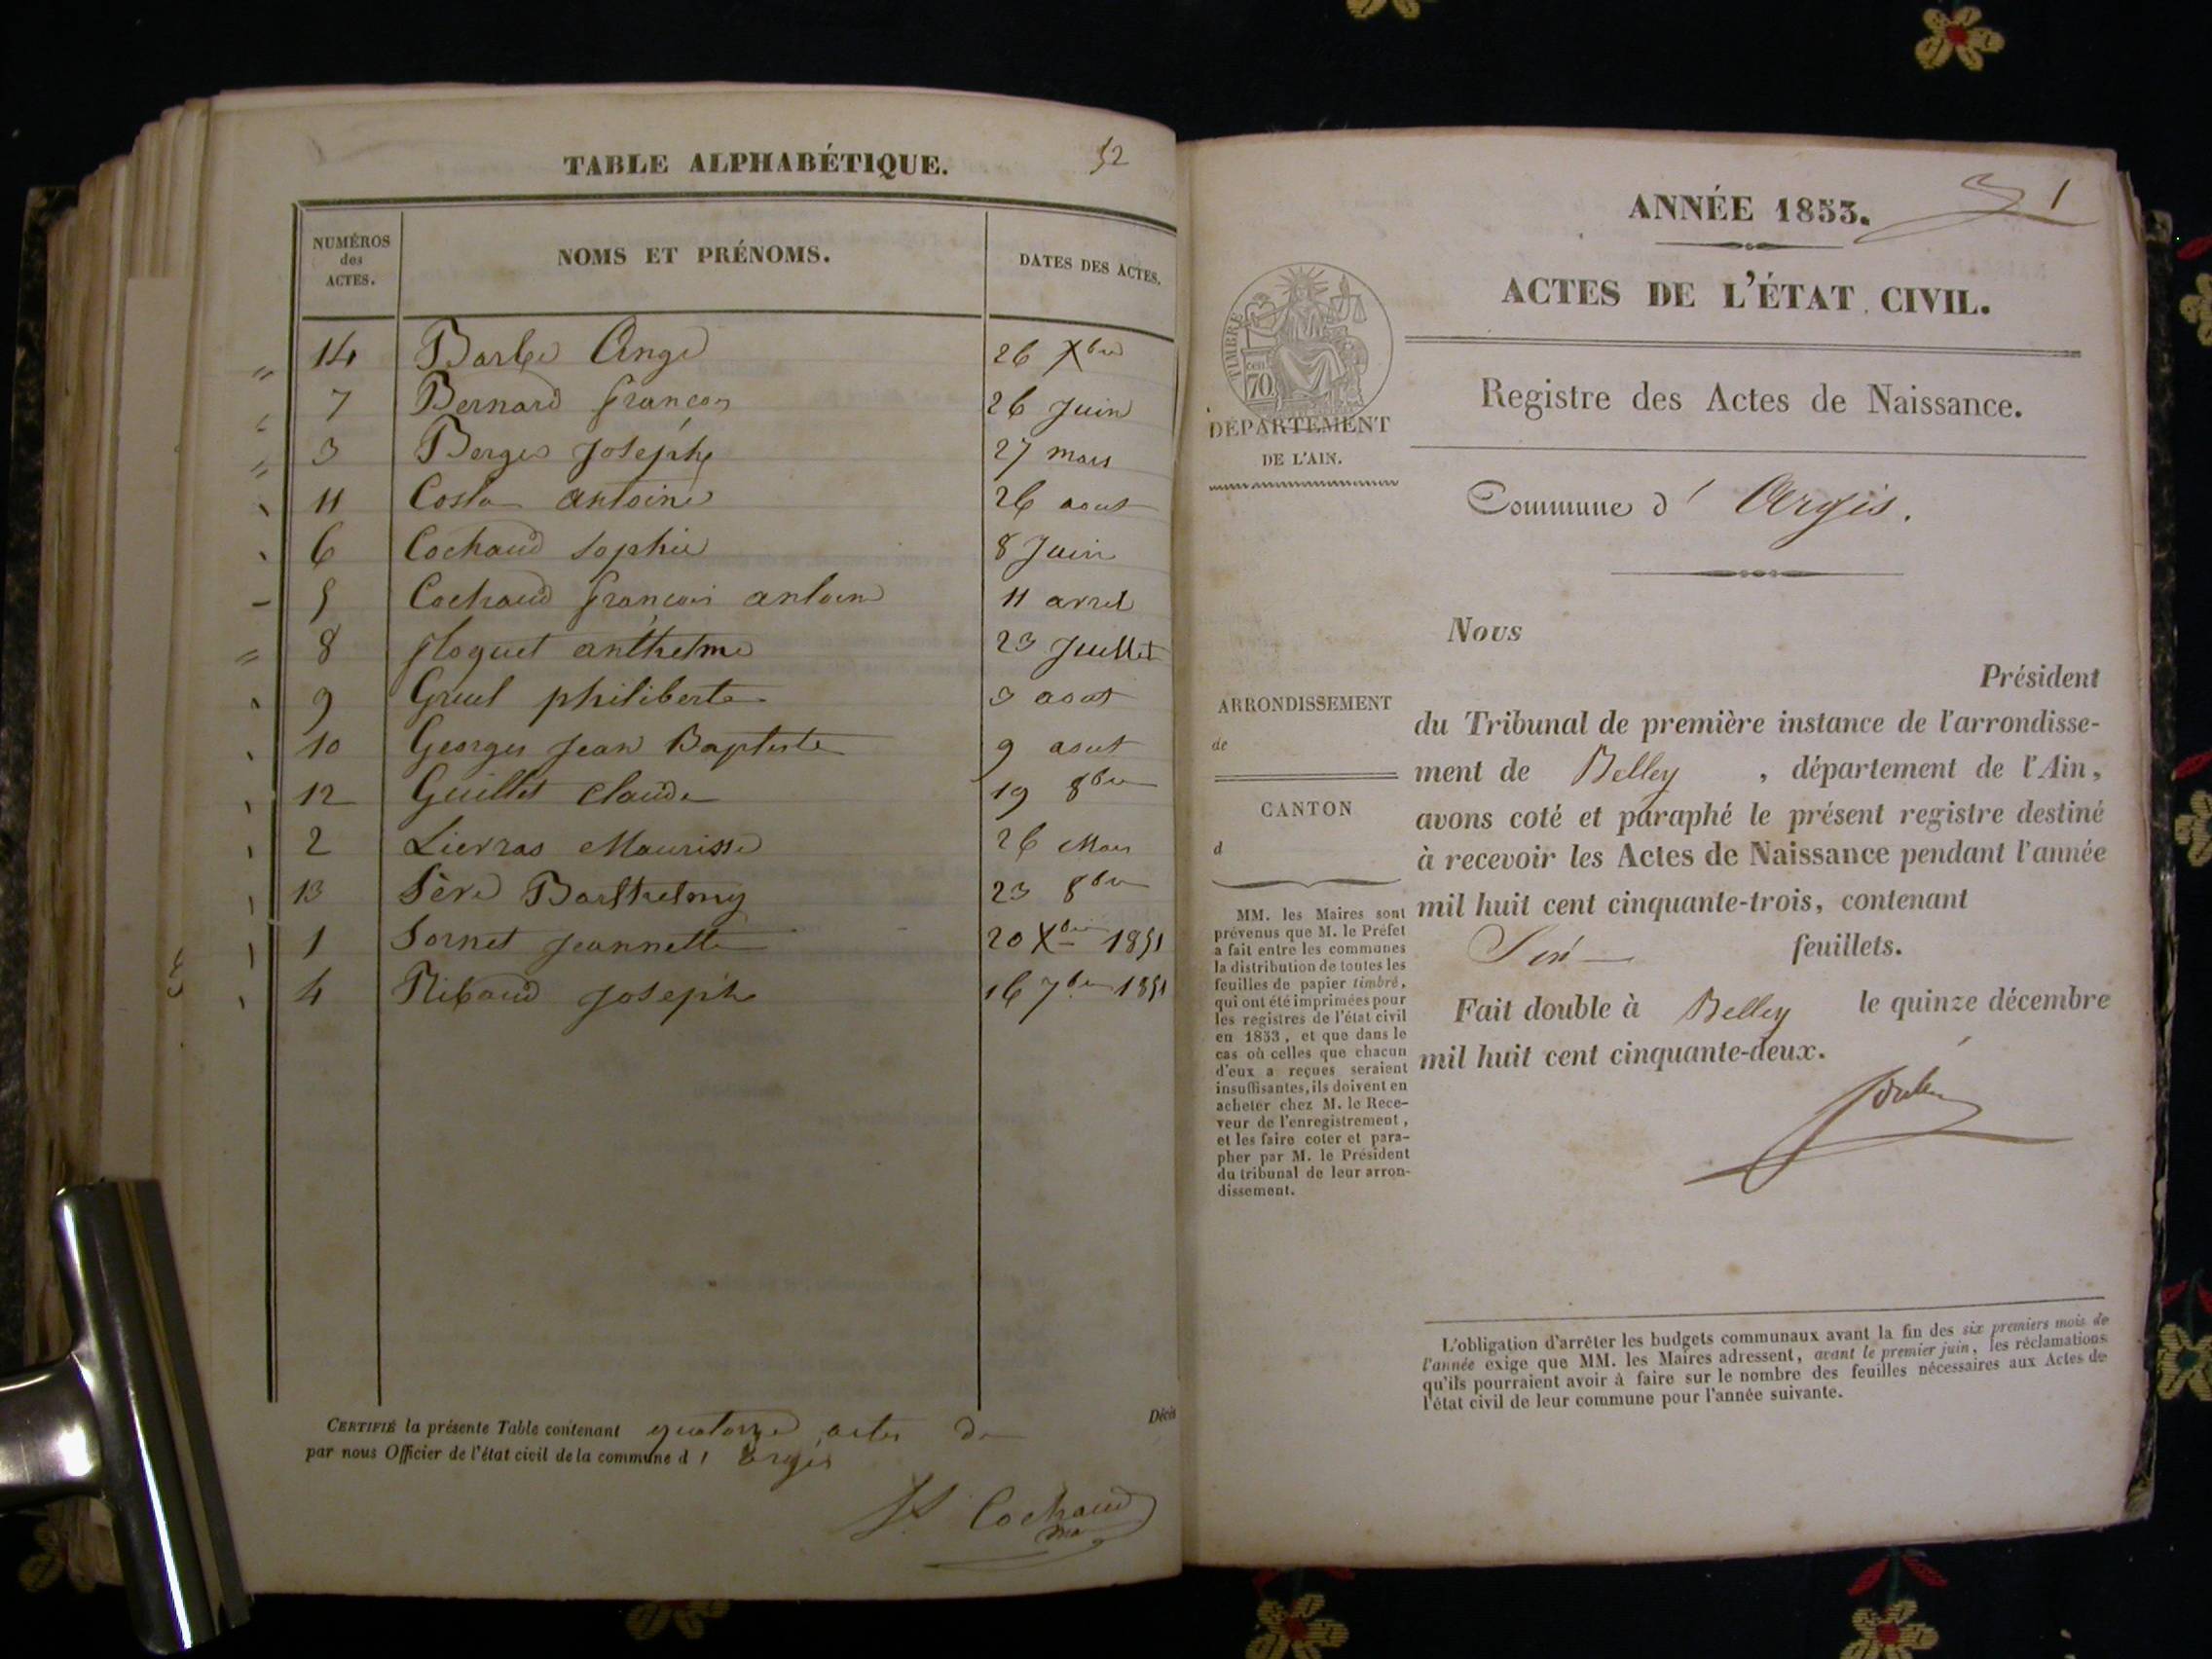 TABLE ALPHABÉTIQUE. 52
NUMÉROS des ACTES. NOMS ET PRÉNOMS. DATES DES ACTES.
14 Barbe Ange 26 Xbre
7 Bernard françois 26 Juin
3 Berger Josephe 27 mars
11 Costa antoine 26 aout
6 Cochaud sophie 8 Juin
5 Cochaud françois antoine 11 avril
8 floquet anthelme 23 Juillet
9 Gruel philiberte 3 aout
10 Georges Jean Baptiste 9 aout
12 Guillet Claude 19 8bre
2 Lievras Maurisse 26 Mars
13 Sève Barthelmy 23 8bre
1 Sornet Jeannette 20 Xbre 1851
4 Ribaud Josephe 16 7bre 1851
Décès
CERTIFIÉ la présente Table contenant quatorze actes de
par nous Officier de l'état civil de la commune d' argis
Cochaud
ANNÉE 1853. 1
ACTES DE L'ÉTAT CIVIL.
TIMBRE
cen.
70
DÉPARTEMENT
DE L'AIN.
Registre des Actes de Naissance.
Commune d' Argis.
Nous
Président
du Tribunal de première instance de l'arrondisse-
ment de Belley , département de l'Ain,
avons coté et paraphé le présent registre destiné
à recevoir les Actes de Naissance pendant l'année
mil huit cent cinquante-trois, contenant
feuillets.
Fait double à Belley le quinze décembre
mil huit cent cinquante-deux.
ARRONDISSEMENT
de
CANTON
d
MM. les Maires sont
prévenus que M. le Préfet
a fait entre les communes
la distribution de toutes les
feuilles de papier timbré,
qui ont été imprimées pour
les registres de l'état civil
en 1853, et que dans le
cas où celles que chacun
d'eux a reçues seraient
insuffisantes, ils doivent en
acheter chez M. le Rece-
veur de l'enregistrement,
et les faire coter et para-
pher par M. le Président
du tribunal de leur arron-
dissement.
L'obligation d'arrêter les budgets communaux avant la fin des six premiers mois de
l'année exige que MM. les Maires adressent, avant le premier juin, les réclamations
qu'ils pourraient avoir à faire sur le nombre des feuilles nécessaires aux Actes de
l'état civil de leur commune pour l'année suivante.